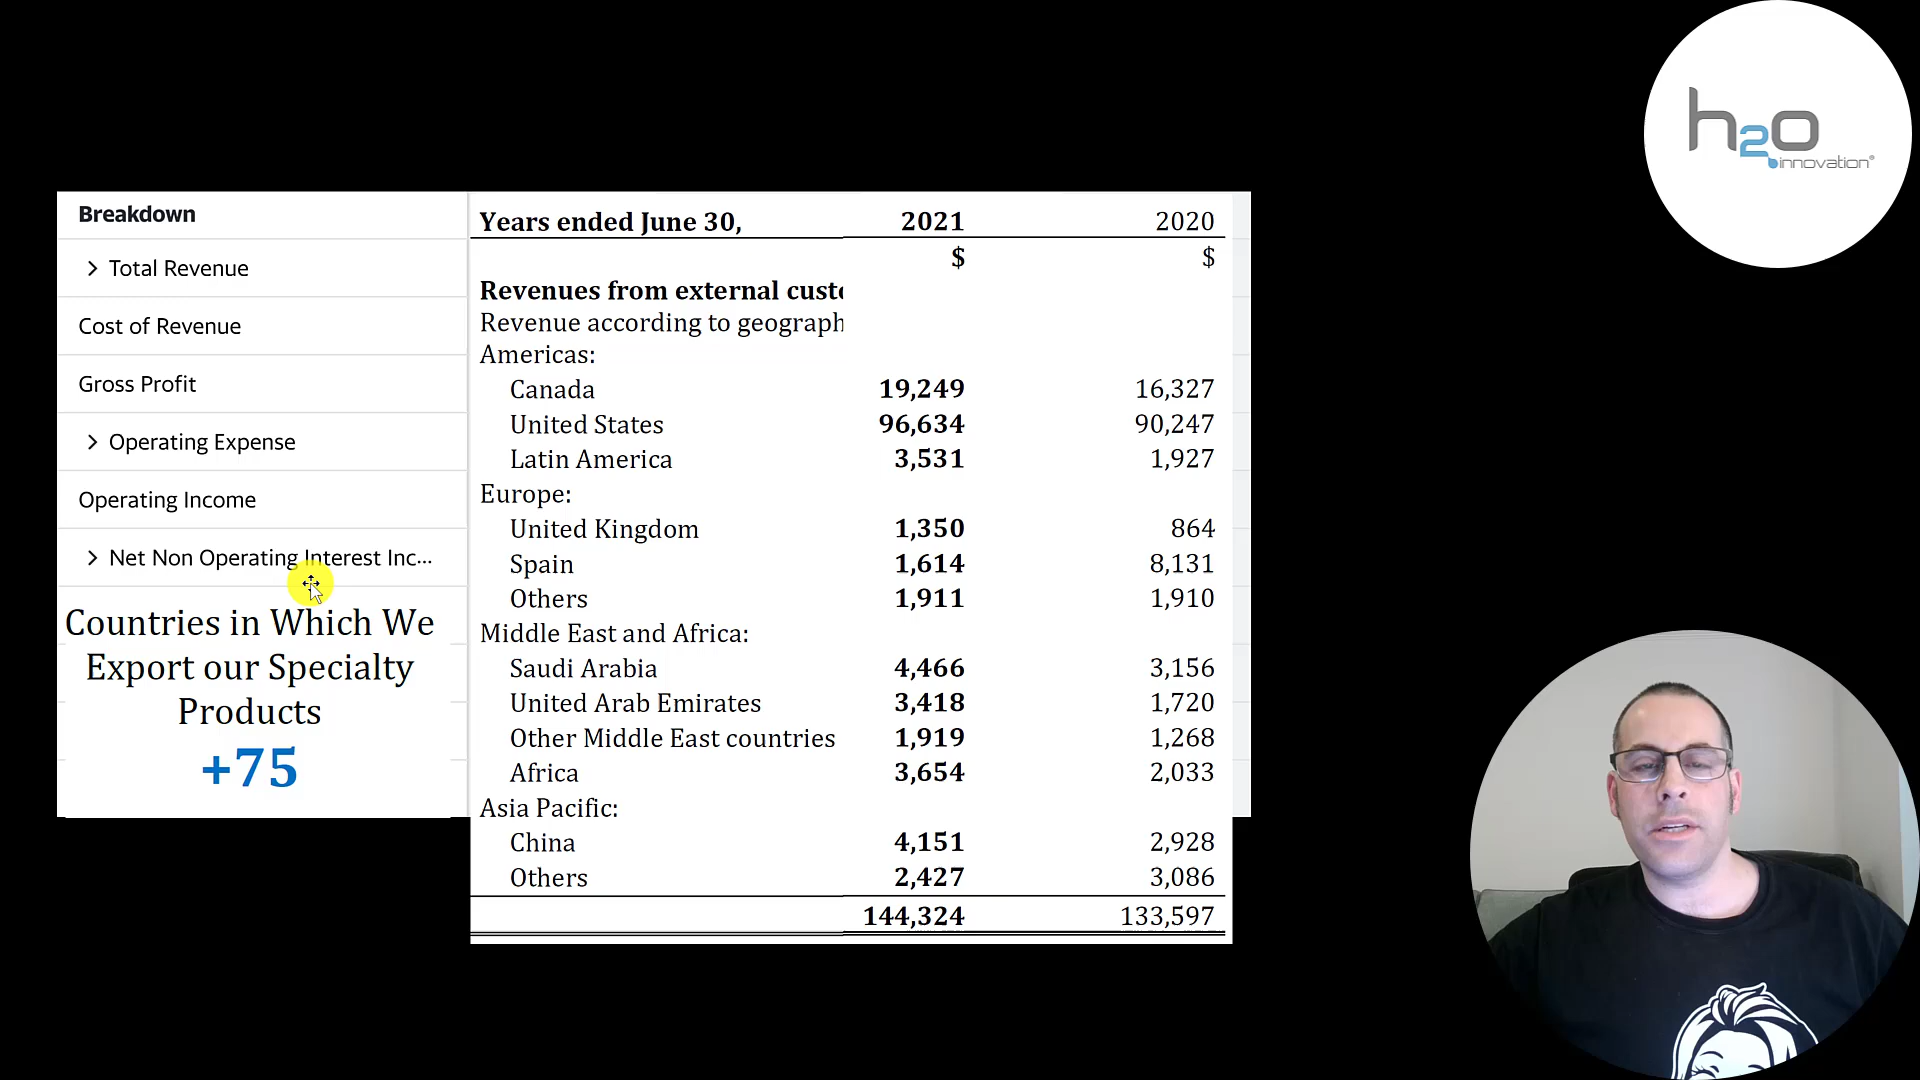 h2o
innovation®
Breakdown
Total Revenue
Cost of Revenue
Gross Profit
Operating Expense
Operating Income
Net Non Operating Interest Inc...
Countries in Which We
Export our Specialty
Products
+75
Years ended June 30, 2021 2020
$ $
Revenues from external custo
Revenue according to geograph
Americas:
Canada 19,249 16,327
United States 96,634 90,247
Latin America 3,531 1,927
Europe:
United Kingdom 1,350 864
Spain 1,614 8,131
Others 1,911 1,910
Middle East and Africa:
Saudi Arabia 4,466 3,156
United Arab Emirates 3,418 1,720
Other Middle East countries 1,919 1,268
Africa 3,654 2,033
Asia Pacific:
China 4,151 2,928
Others 2,427 3,086
144,324 133,597